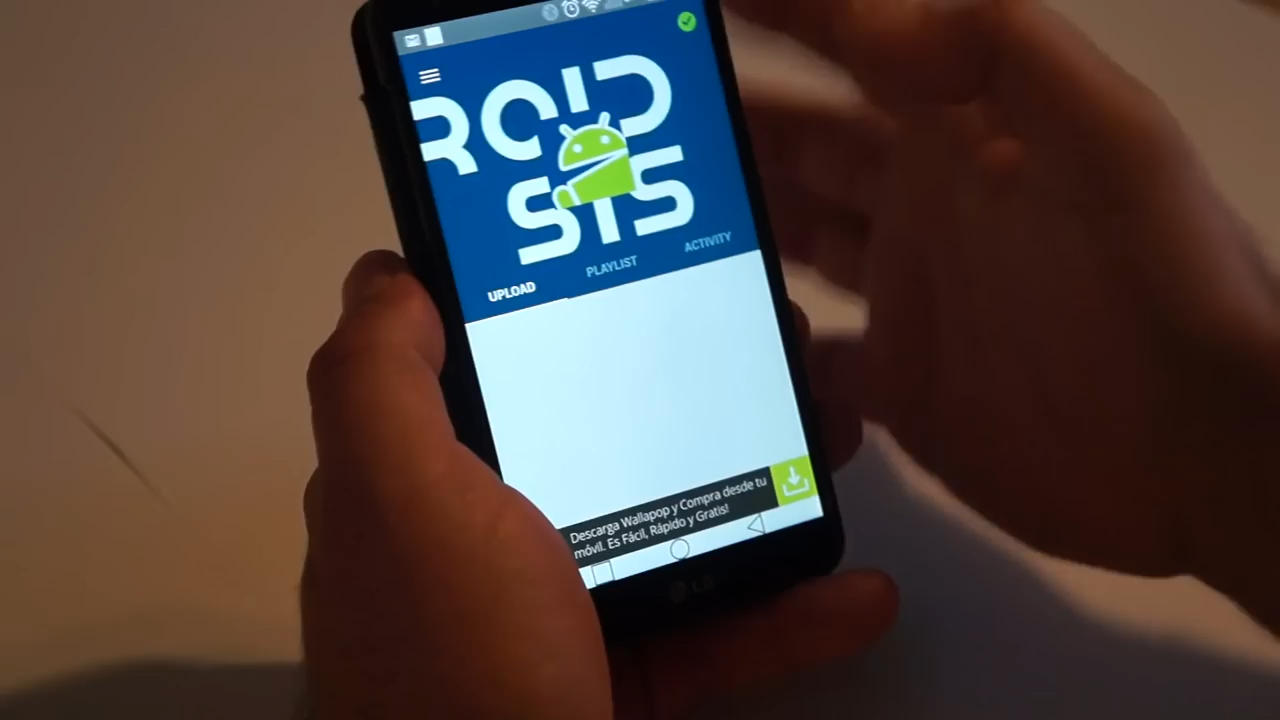 ROID
SIS
UPLOAD
PLAYLIST
ACTIVITY
Descarga Wallapop y Compra desde tu
móvil. Es Fácil, Rápido y Gratis!
LG